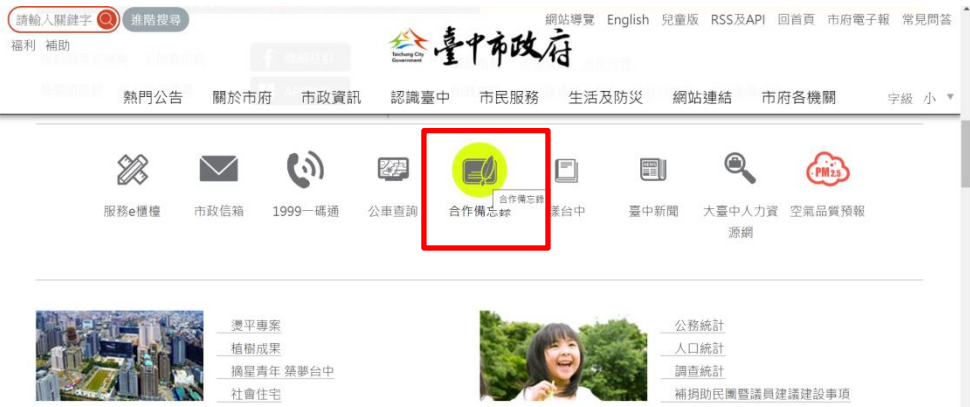 請輸入關鍵字
進階搜尋
網站導覽 English 兒童版 RSS及API 回首頁 市府電子報 常見問答
福利 補助
Taichung City Government
臺中市政府
熱門公告 關於市府 市政資訊 認識臺中 市民服務 生活及防災 網站連結 市府各機關 字級 小
服務e櫃檯 市政信箱 1999一碼通 公車查詢 合作備忘錄 樣台中 臺中新聞 大臺中人力資源網 空氣品質預報
合作備忘錄
PM2.5
NEWS
燙平專案
植樹成果
摘星青年 築夢台中
社會住宅
公務統計
人口統計
調查統計
補捐助民團暨議員建議建設事項